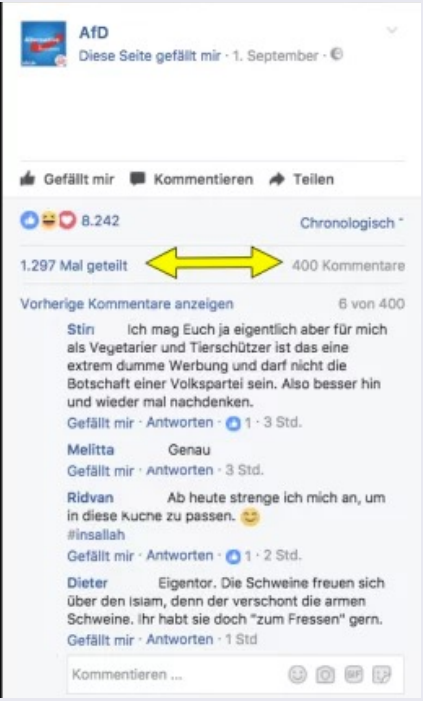 AfD
Diese Seite gefällt mir · 1. September ·
Gefällt mir Kommentieren Teilen
8.242 Chronologisch
1.297 Mal geteilt 400 Kommentare
Vorherige Kommentare anzeigen 6 von 400
Stin Ich mag Euch ja eigentlich aber für mich
als Vegetarier und Tierschützer ist das eine
extrem dumme Werbung und darf nicht die
Botschaft einer Volkspartei sein. Also besser hin
und wieder mal nachdenken.
Gefällt mir · Antworten · 1 · 3 Std.
Melitta Genau
Gefällt mir · Antworten · 3 Std.
Ridvan Ab heute strenge ich mich an, um
in diese Kuche zu passen. 😊
#insallah
Gefällt mir · Antworten · 1 · 2 Std.
Dieter Eigentor. Die Schweine freuen sich
über den Islam, denn der verschont die armen
Schweine. Ihr habt sie doch "zum Fressen" gern.
Gefällt mir · Antworten · 1 Std
Kommentieren ... GIF